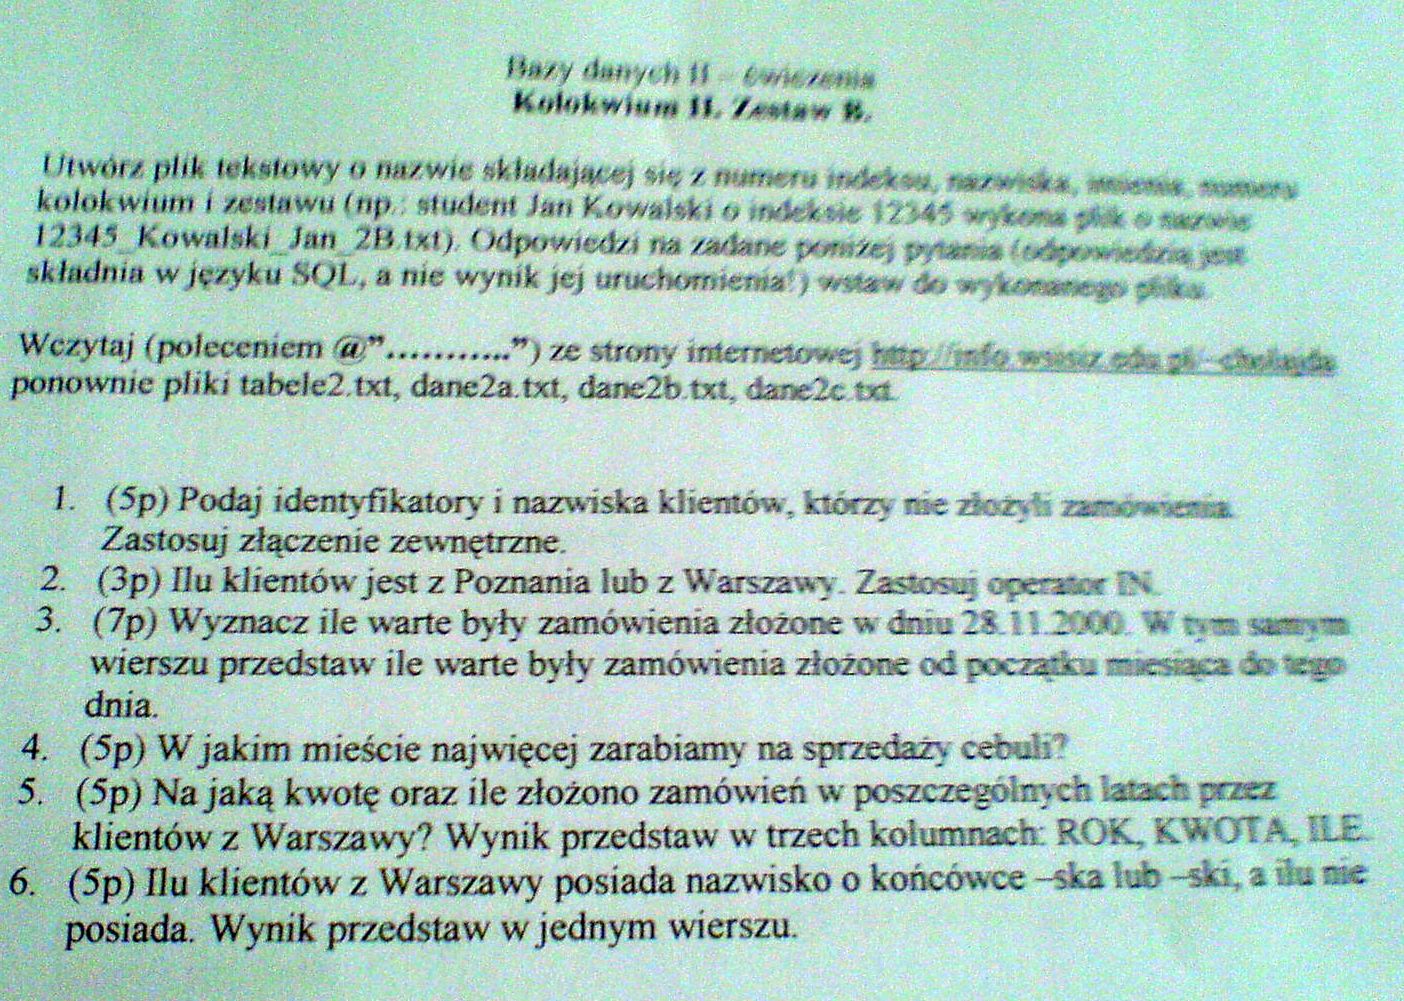 Bazy danych II – ćwiczenia
Kolokwium II. Zestaw B.
Utwórz plik tekstowy o nazwie składającej się z numeru indeksu, nazwiska, imienia, numeru
kolokwium i zestawu (np.: student Jan Kowalski o indeksie 12345 wykona plik o nazwie
12345_Kowalski_Jan_2B.txt). Odpowiedzi na zadane poniżej pytania (odpowiedzią jest
składnia w języku SQL, a nie wynik jej uruchomienia!) wstaw do wykonanego pliku.
Wczytaj (poleceniem @”...........”) ze strony internetowej
ponownie pliki tabele2.txt, dane2a.txt, dane2b.txt, dane2c.txt.
1. (5p) Podaj identyfikatory i nazwiska klientów, którzy nie złożyli zamówienia.
Zastosuj złączenie zewnętrzne.
2. (3p) Ilu klientów jest z Poznania lub z Warszawy. Zastosuj operator IN.
3. (7p) Wyznacz ile warte były zamówienia złożone w dniu 28.11.2000. W tym samym
wierszu przedstaw ile warte były zamówienia złożone od początku miesiąca do tego
dnia.
4. (5p) W jakim mieście najwięcej zarabiamy na sprzedaży cebuli?
5. (5p) Na jaką kwotę oraz ile złożono zamówień w poszczególnych latach przez
klientów z Warszawy? Wynik przedstaw w trzech kolumnach: ROK, KWOTA, ILE.
6. (5p) Ilu klientów z Warszawy posiada nazwisko o końcówce –ska lub –ski, a ilu nie
posiada. Wynik przedstaw w jednym wierszu.